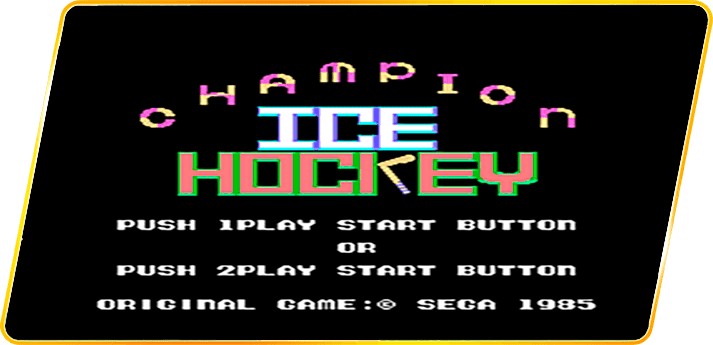 CHAMPION
ICE
HOCKEY
PUSH 1PLAY START BUTTON
OR
PUSH 2PLAY START BUTTON
ORIGINAL GAME:© SEGA 1985